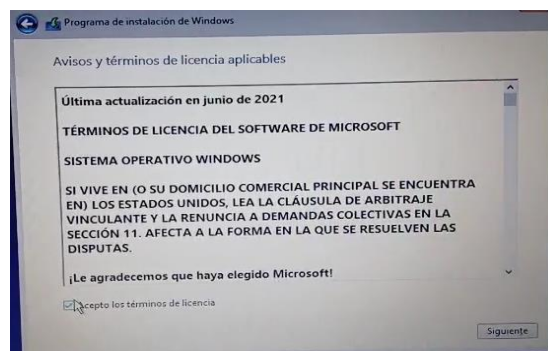 Programa de instalación de Windows
Avisos y términos de licencia aplicables
Última actualización en junio de 2021
TÉRMINOS DE LICENCIA DEL SOFTWARE DE MICROSOFT
SISTEMA OPERATIVO WINDOWS
SI VIVE EN (O SU DOMICILIO COMERCIAL PRINCIPAL SE ENCUENTRA
EN) LOS ESTADOS UNIDOS, LEA LA CLÁUSULA DE ARBITRAJE
VINCULANTE Y LA RENUNCIA A DEMANDAS COLECTIVAS EN LA
SECCIÓN 11. AFECTA A LA FORMA EN LA QUE SE RESUELVEN LAS
DISPUTAS.
¡Le agradecemos que haya elegido Microsoft!
Acepto los términos de licencia
Siguiente